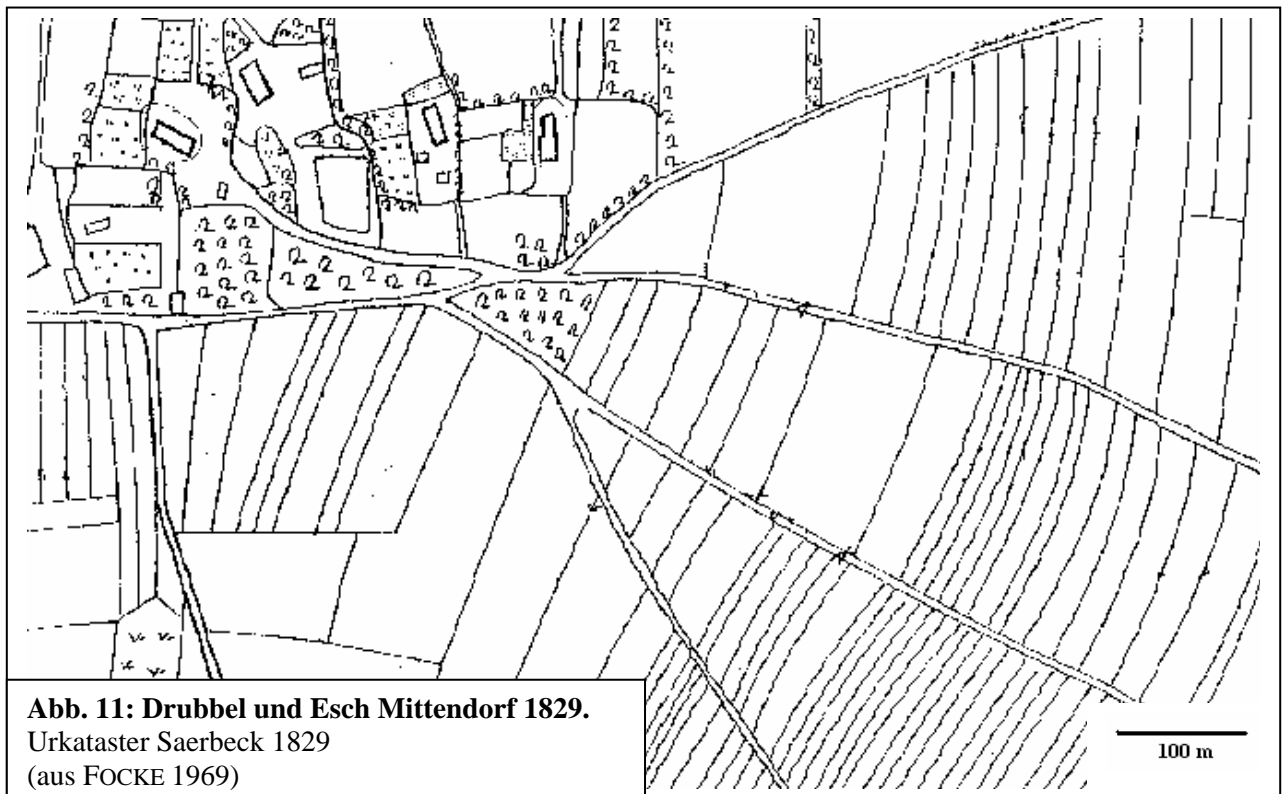 Abb. 11: Drubbel und Esch Mittendorf 1829.
Urkataster Saerbeck 1829
(aus FOCKE 1969)
100 m